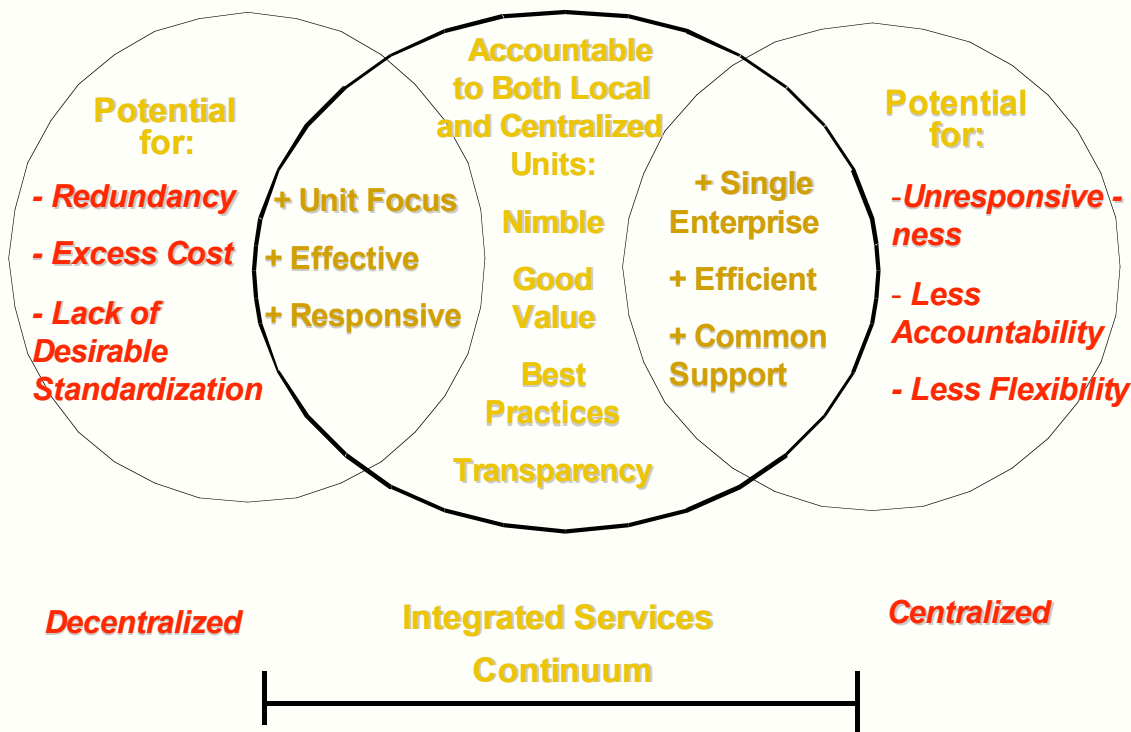 Potential
for:
- Redundancy
- Excess Cost
- Lack of
Desirable
Standardization
+ Unit Focus
+ Effective
+ Responsive
Accountable
to Both Local
and Centralized
Units:
Nimble
Good
Value
Best
Practices
Transparency
+ Single
Enterprise
+ Efficient
+ Common
Support
Potential
for:
-Unresponsive -
ness
- Less
Accountability
- Less Flexibility
Decentralized
Integrated Services
Continuum
Centralized